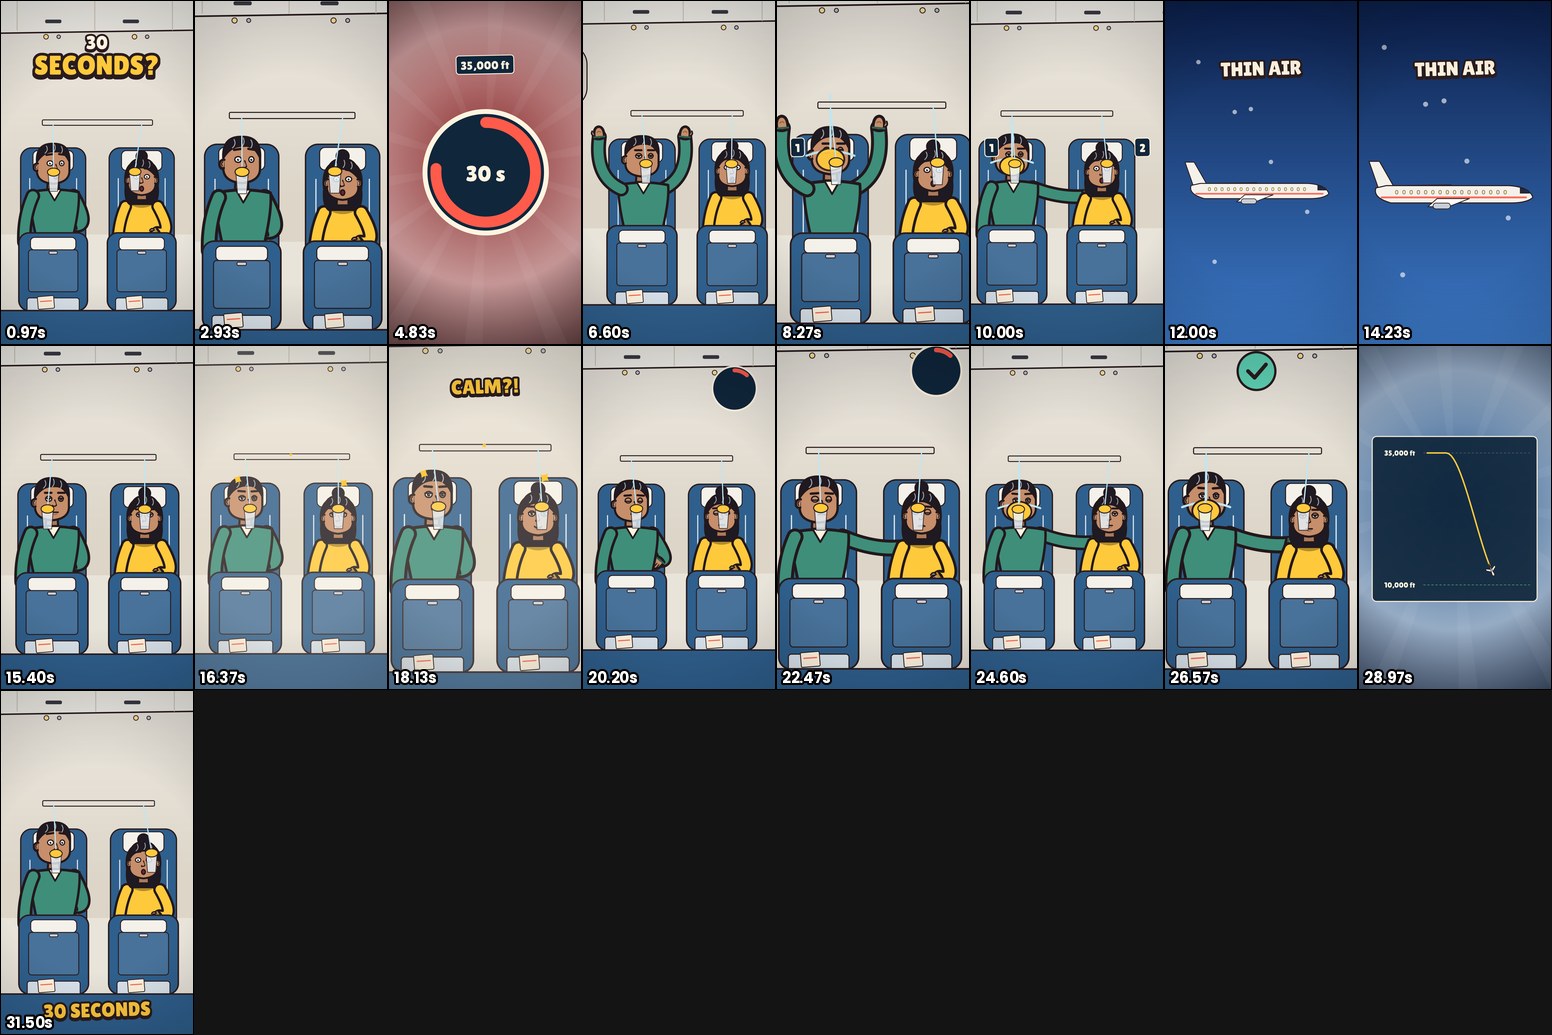 30
SECONDS?
0.97s
2.93s
35,000 ft
30 s
4.83s
6.60s
1
8.27s
1
2
10.00s
THIN AIR
12.00s
THIN AIR
14.23s
15.40s
16.37s
CALM?!
18.13s
20.20s
22.47s
24.60s
26.57s
35,000 ft
10,000 ft
28.97s
30 SECONDS
31.50s